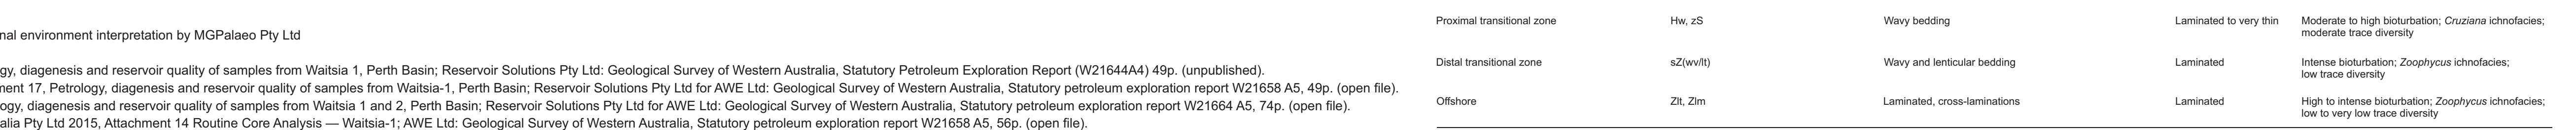 nal environment interpretation by MGPalaeo Pty Ltd
gy, diagenesis and reservoir quality of samples from Waitsia 1, Perth Basin; Reservoir Solutions Pty Ltd: Geological Survey of Western Australia, Statutory Petroleum Exploration Report (W21644A4) 49p. (unpublished).
ment 17, Petrology, diagenesis and reservoir quality of samples from Waitsia-1, Perth Basin; Reservoir Solutions Pty Ltd for AWE Ltd: Geological Survey of Western Australia, Statutory petroleum exploration report W21658 A5, 49p. (open file).
ogy, diagenesis and reservoir quality of samples from Waitsia 1 and 2, Perth Basin; Reservoir Solutions Pty Ltd for AWE Ltd: Geological Survey of Western Australia, Statutory petroleum exploration report W21664 A5, 74p. (open file).
alia Pty Ltd 2015, Attachment 14 Routine Core Analysis — Waitsia-1; AWE Ltd: Geological Survey of Western Australia, Statutory petroleum exploration report W21658 A5, 56p. (open file).
Proximal transitional zone Hw, zS Wavy bedding Laminated to very thin Moderate to high bioturbation; Cruziana ichnofacies;
moderate trace diversity
Distal transitional zone sZ(wv/lt) Wavy and lenticular bedding Laminated Intense bioturbation; Zoophycus ichnofacies;
low trace diversity
Offshore Zlt, Zlm Laminated, cross-laminations Laminated High to intense bioturbation; Zoophycus ichnofacies;
low to very low trace diversity